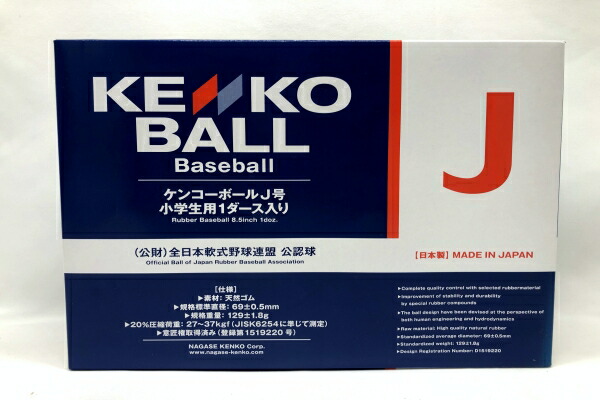 KENKO
BALL
Baseball
ケンコーボールJ号
小学生用1ダース入り
Rubber Baseball 8.5inch 1doz.
(公財)全日本軟式野球連盟 公認球
Official Ball of Japan Rubber Baseball Association
【仕様】
▶素材: 天然ゴム
▶規格標準直径: 69±0.5mm
▶規格重量: 129±1.8g
▶20%圧縮荷重: 27~37kgf (JISK6254に準じて測定)
▶意匠権取得済み (登録第1519220 号)
NAGASE KENKO Corp.
www.nagase-kenko.com
J
【日本製】 MADE IN JAPAN
▶Complete quality control with selected rubbermaterial
▶Improvement of stability and durability
by special rubber compounds
▶The ball design have been devised at the perspective of
both human engineering and hydrodynamics
▶Raw material: High quality natural rubber
▶Standardized average diameter: 69±0.5mm
▶Standardized weight: 129±1.8g
▶Design Registration Number: D1519220